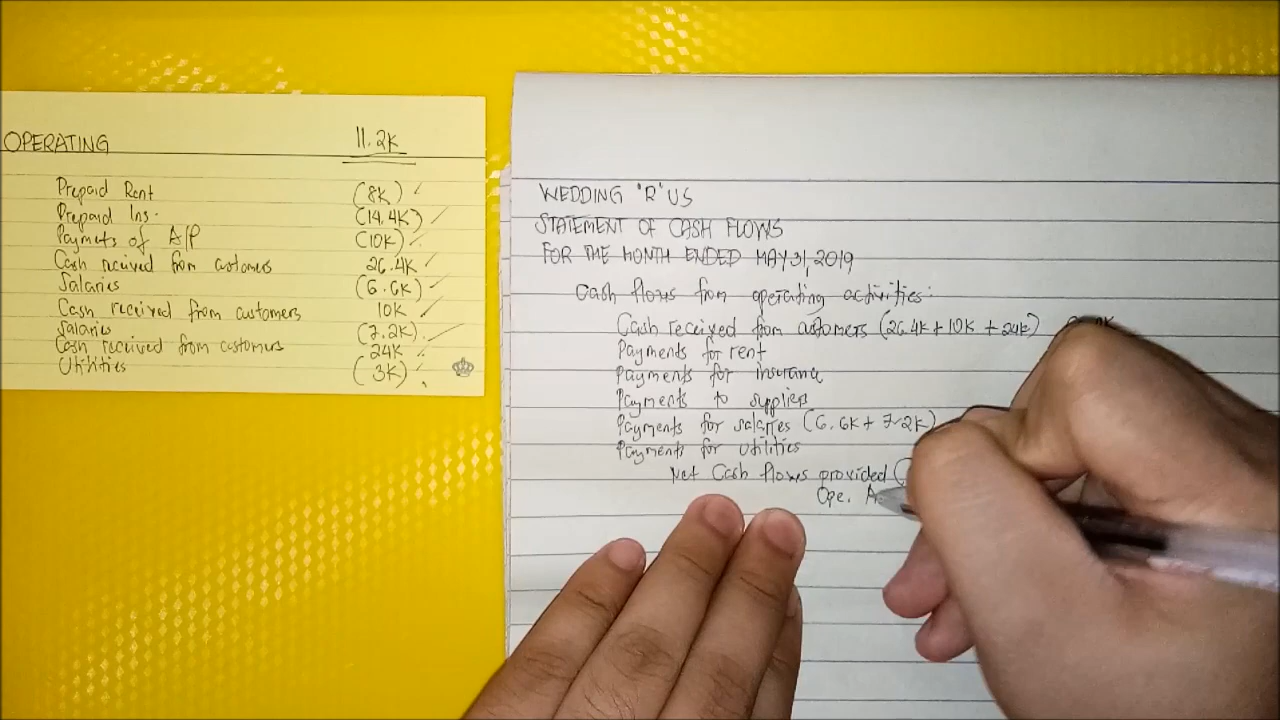 OPERATING 11.2K
Prepaid Rent (8K) ✓
Prepaid Ins. (14.4K) ✓
Paymets of A/P (10K) ✓
Cash received from customers 26.4K ✓
Salaries (6.6K) ✓
Cash received from customers 10K ✓
Salaries (7.2K) ✓
Cash received from customers 24K ✓
Utilities (3K) ✓
WEDDING "R" US
STATEMENT OF CASH FLOWS
FOR THE MONTH ENDED MAY 31, 2019
Cash flows from operating activities:
Cash received from customers (26.4K + 10K + 24K)
Payments for rent
Payments for insurance
Payments to suppliers
Payments for salaries (6.6K + 7.2K)
Payments for utilities
Net Cash flows provided (
Ope. A